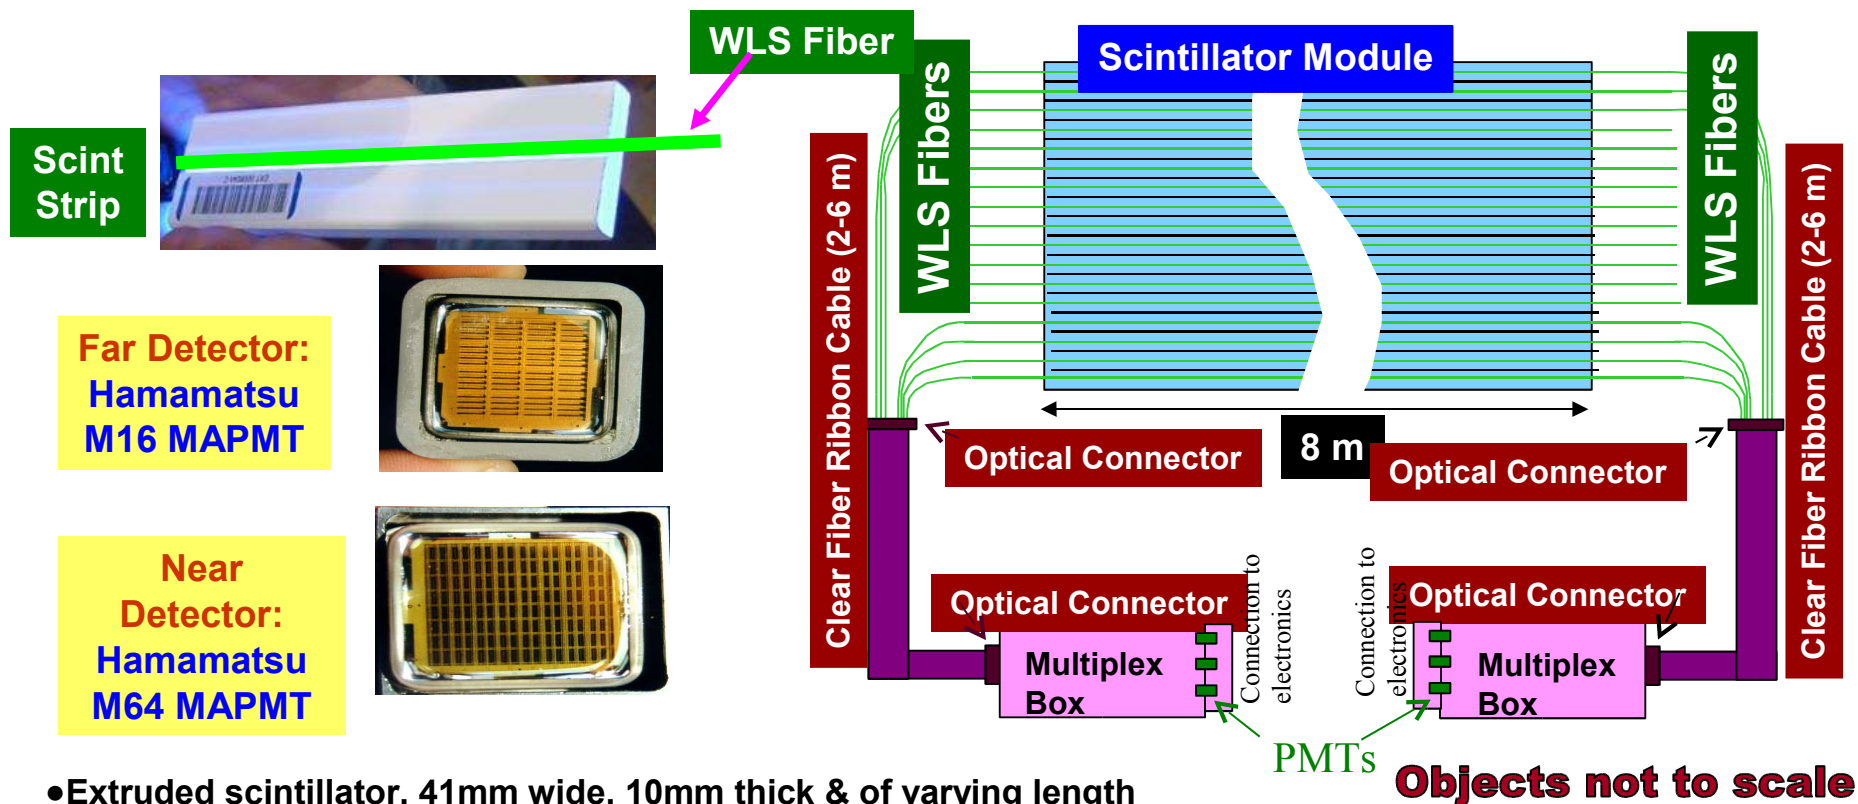 WLS Fiber
Scint
Strip
Far Detector:
Hamamatsu
M16 MAPMT
Near
Detector:
Hamamatsu
M64 MAPMT
Scintillator Module
WLS Fibers
WLS Fibers
Clear Fiber Ribbon Cable (2-6 m)
Clear Fiber Ribbon Cable (2-6 m)
8 m
Optical Connector
Optical Connector
Optical Connector
Optical Connector
Connection to
electronics
Connection to
electronics
Multiplex
Box
Multiplex
Box
PMTs
Objects not to scale
●Extruded scintillator, 41mm wide, 10mm thick & of varying length